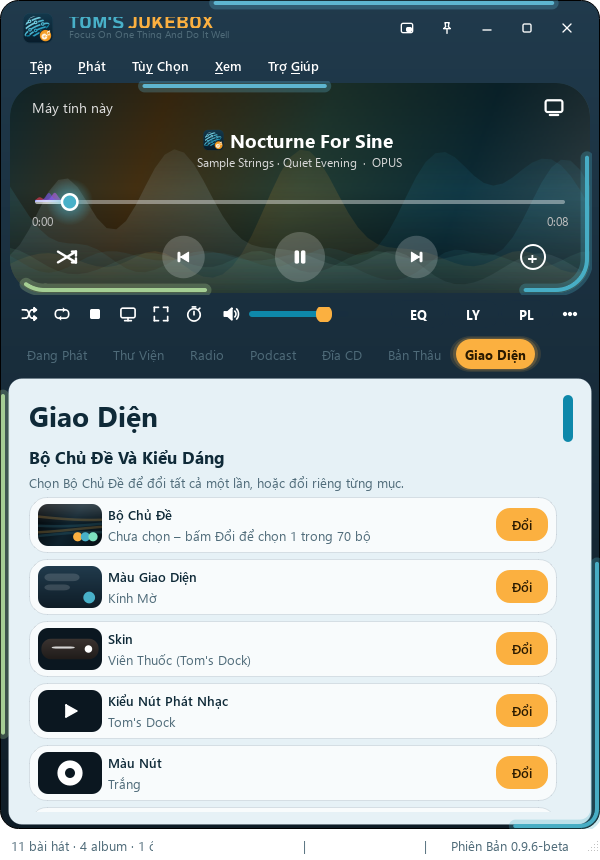 TOM'S JUKEBOX
Focus On One Thing And Do It Well
Tệp Phát Tùy Chọn Xem Trợ Giúp
Máy tính này
Nocturne For Sine
Sample Strings · Quiet Evening · OPUS
0:00 0:08
EQ LY PL
Đang Phát Thư Viện Radio Podcast Đĩa CD Bản Thâu Giao Diện
Giao Diện
Bộ Chủ Đề Và Kiểu Dáng
Chọn Bộ Chủ Đề để đổi tất cả một lần, hoặc đổi riêng từng mục.
Bộ Chủ Đề
Chưa chọn – bấm Đổi để chọn 1 trong 70 bộ
Đổi
Màu Giao Diện
Kính Mờ
Đổi
Skin
Viên Thuốc (Tom's Dock)
Đổi
Kiểu Nút Phát Nhạc
Tom's Dock
Đổi
Màu Nút
Trắng
Đổi
11 bài hát · 4 album · 1 Phiên Bản 0.9.6-beta